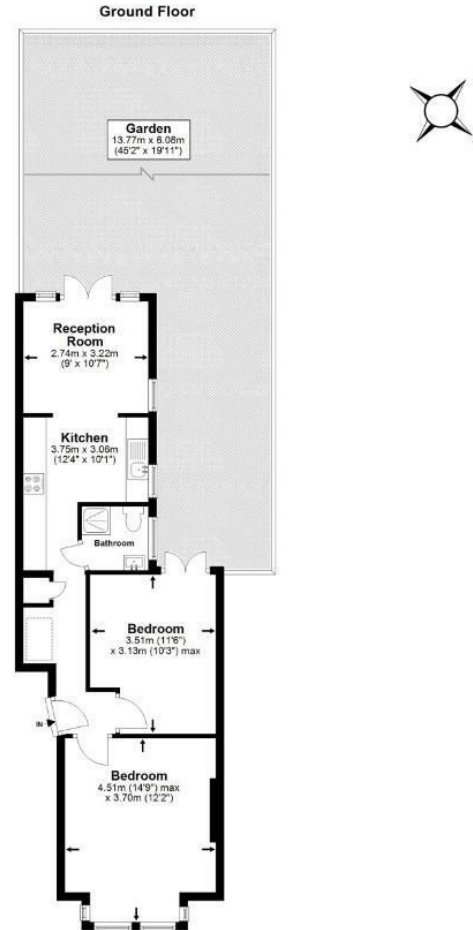 Ground Floor
Garden
13.77m x 6.08m
(45'2" x 19'11")
Reception
Room
2.74m x 3.22m
(9' x 10'7")
Kitchen
3.75m x 3.08m
(12'4" x 10'1")
Bathroom
Bedroom
3.51m (11'6")
x 3.13m (10'3") max
IN
Bedroom
4.51m (14'9") max
x 3.70m (12'2")